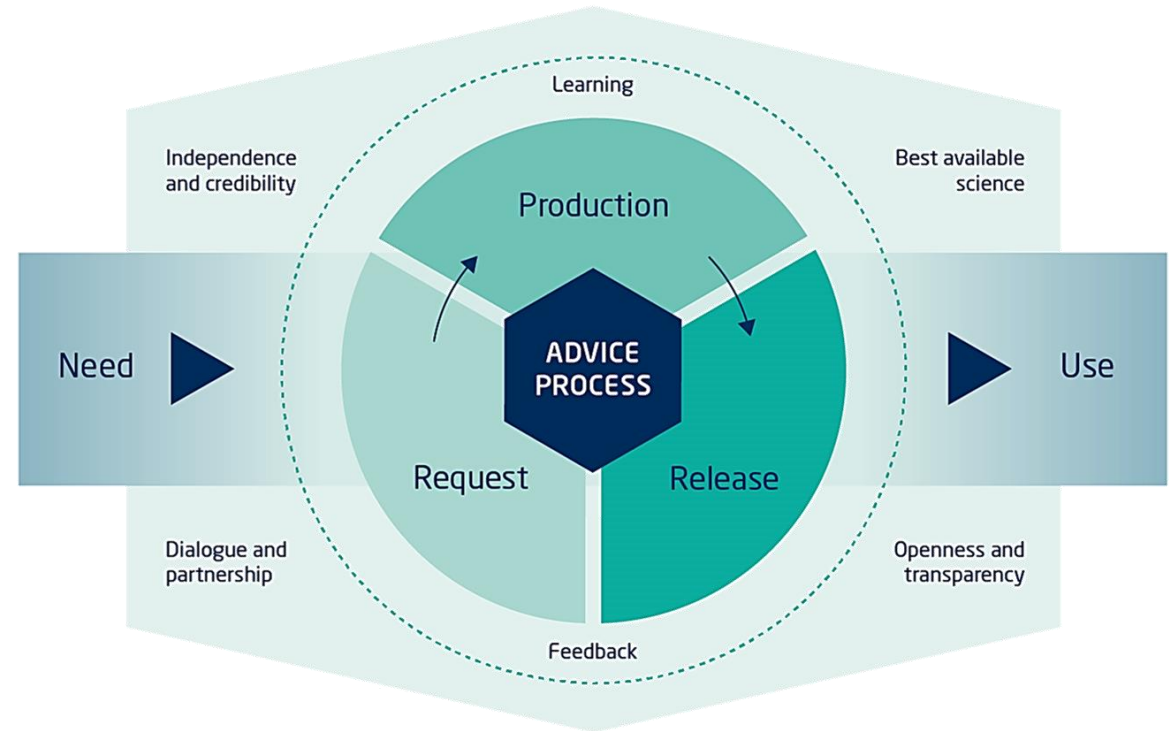 Learning
Independence
and credibility
Best available
science
Production
Need
ADVICE
PROCESS
Use
Request
Release
Dialogue and
partnership
Openness and
transparency
Feedback